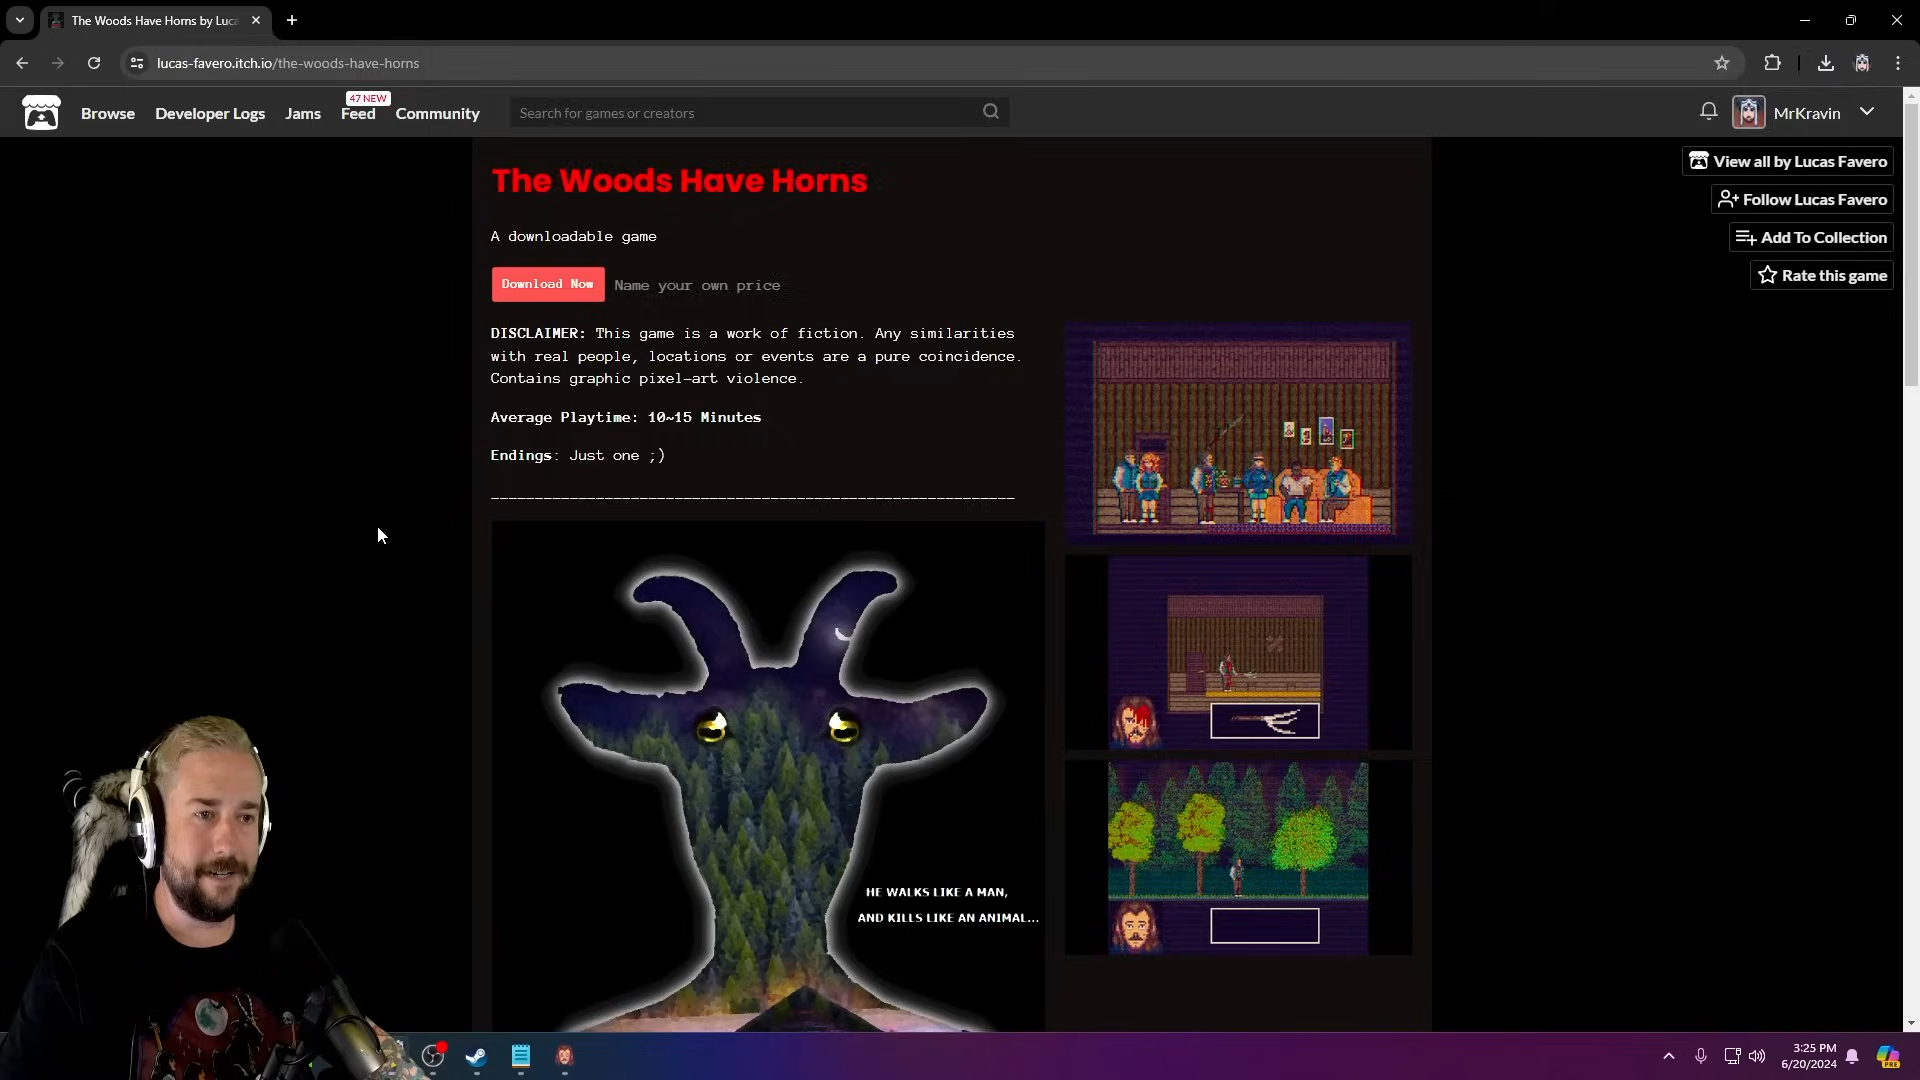 The Woods Have Horns by Luca
lucas-favero.itch.io/the-woods-have-horns
Browse
Developer Logs
Jams
47 NEW
Feed
Community
Search for games or creators
MrKravin
View all by Lucas Favero
Follow Lucas Favero
Add To Collection
Rate this game
The Woods Have Horns
A downloadable game
Download Now
Name your own price
DISCLAIMER: This game is a work of fiction. Any similarities
with real people, locations or events are a pure coincidence.
Contains graphic pixel-art violence.
Average Playtime: 10~15 Minutes
Endings: Just one ;)
HE WALKS LIKE A MAN,
AND KILLS LIKE AN ANIMAL...
3:25 PM
6/20/2024
PRE